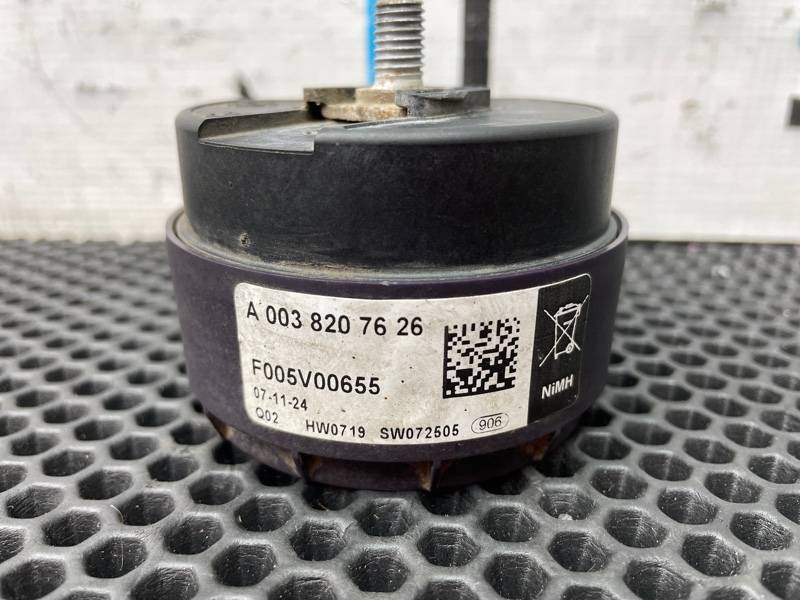 A 003 820 76 26
F005V00655
07-11-24
Q02 HW0719 SW072505 906
NiMH